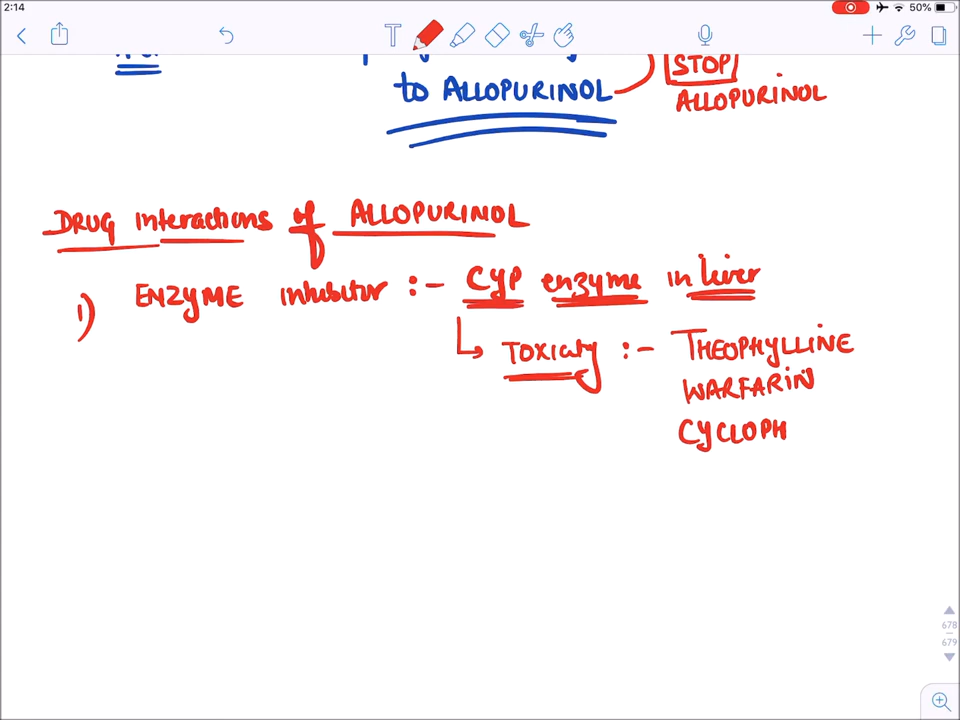 2:14
50%
T
STOP
to ALLOPURINOL
ALLOPURINOL
DRUG interactions of ALLOPURINOL
1) ENZYME inhibitor :- CYP enzyme in liver
TOXICITY :- THEOPHYLLINE
WARFARIN
CYCLOPH
678
679